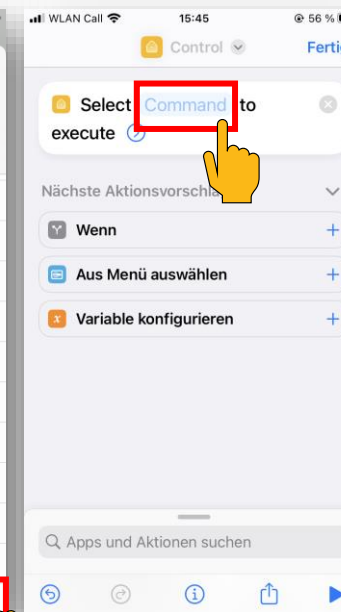 WLAN Call 15:45 56 %
Control
Select Command to
execute
Nächste
Wenn
Aus Menü auswählen
Variable konfigurieren
Apps und Aktionen suchen